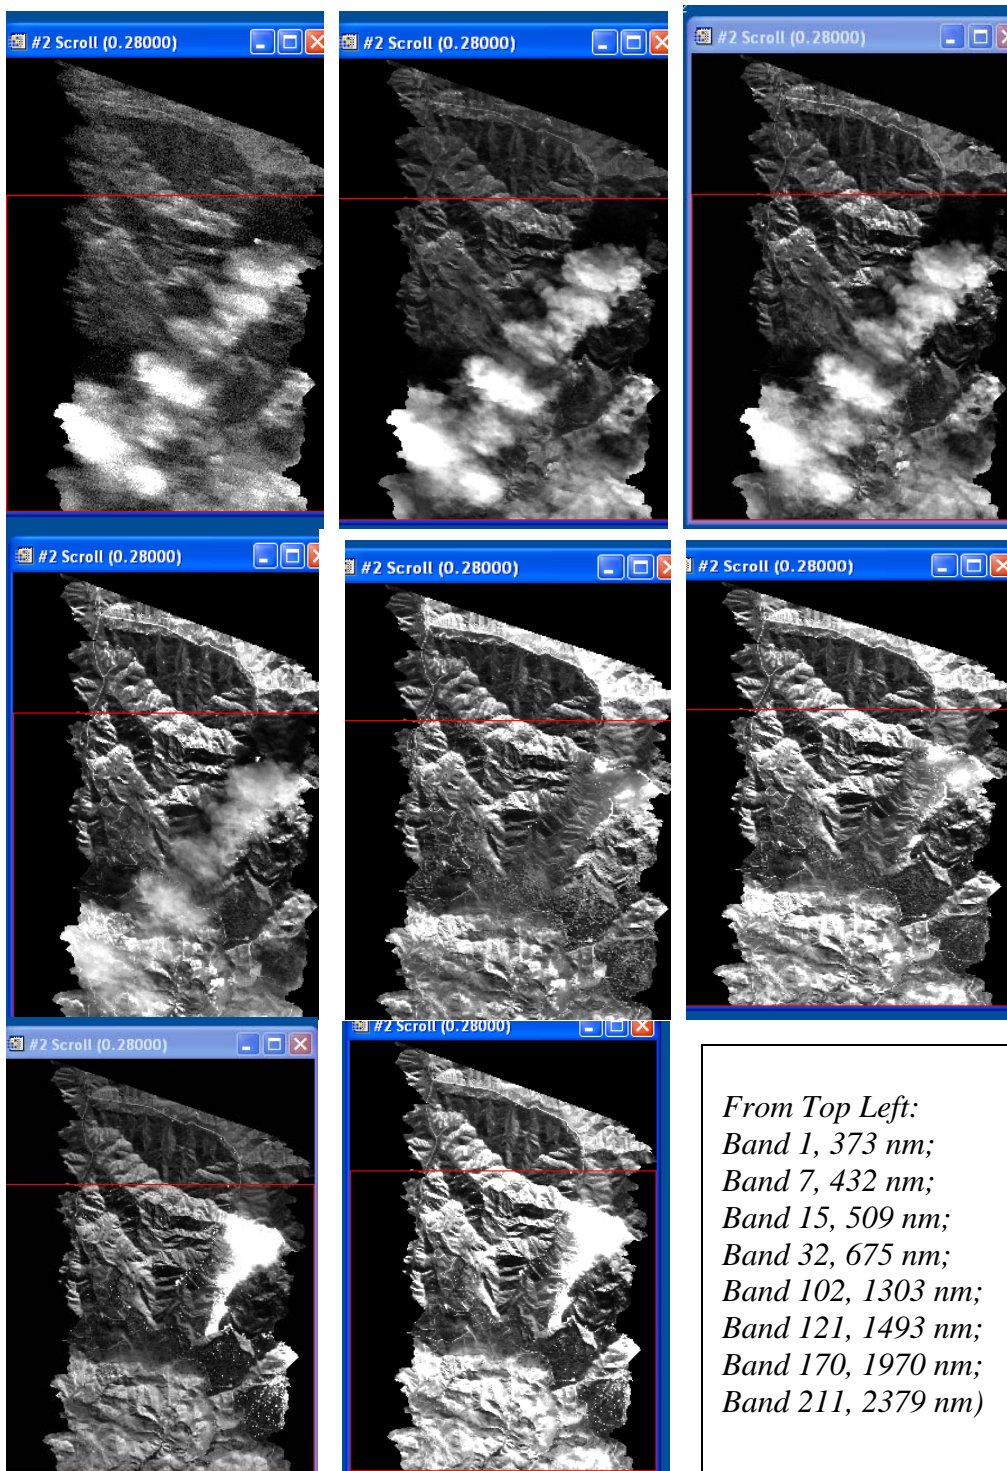 #2 Scroll (0.28000)
#2 Scroll (0.28000)
#2 Scroll (0.28000)
#2 Scroll (0.28000)
#2 Scroll (0.28000)
#2 Scroll (0.28000)
#2 Scroll (0.28000)
#2 Scroll (0.28000)
From Top Left:
Band 1, 373 nm;
Band 7, 432 nm;
Band 15, 509 nm;
Band 32, 675 nm;
Band 102, 1303 nm;
Band 121, 1493 nm;
Band 170, 1970 nm;
Band 211, 2379 nm)